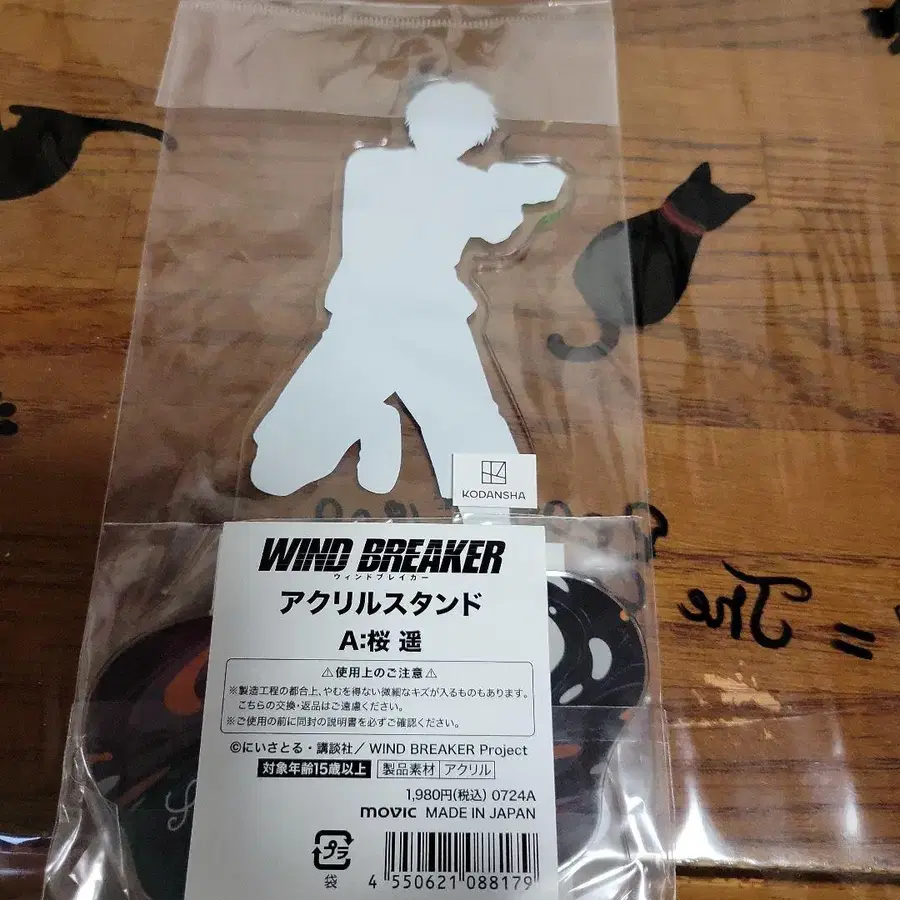 KODANSHA
WIND BREAKER
ウィンドブレイカー
アクリルスタンド
A:桜 遥
⚠使用上のご注意⚠
※製造工程の都合上、やむを得ない微細なキズが入るものもあります。
こちらの交換・返品はご遠慮ください。
※ご使用の前に同封の説明書を必ずご確認ください。
©にいさとる・講談社／WIND BREAKER Project
対象年齢15歳以上 製品素材 アクリル
1,980円(税込) 0724A
movic MADE IN JAPAN
プラ
袋
4 550621 088179
The =